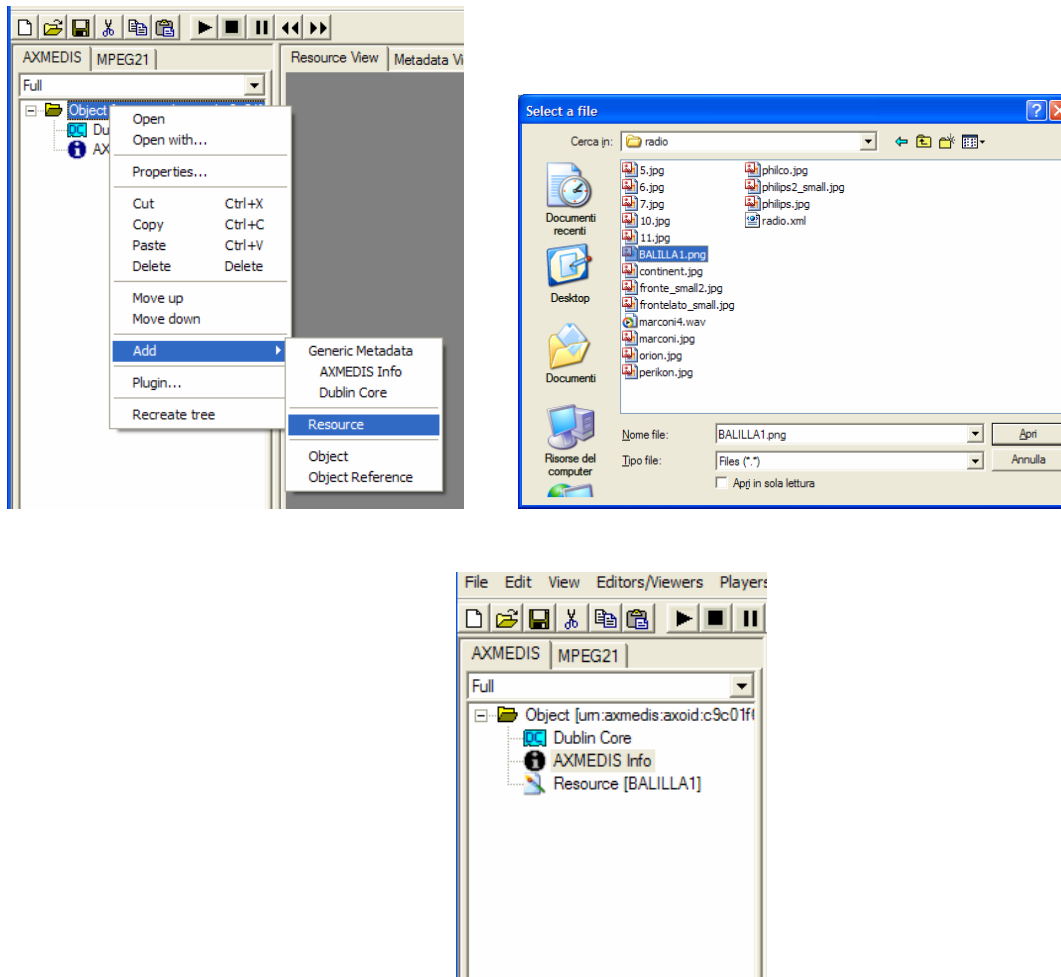 AXMEDIS MPEG21
Resource View Metadata Vi
Full
Object
Du
AX
Open
Open with...
Properties...
Cut Ctrl+X
Copy Ctrl+C
Paste Ctrl+V
Delete Delete
Move up
Move down
Add
Plugin...
Recreate tree
Generic Metadata
AXMEDIS Info
Dublin Core
Resource
Object
Object Reference
Select a file
Cerca in: radio
Documenti recenti
Desktop
Documenti
Risorse del computer
5.jpg
6.jpg
7.jpg
10.jpg
11.jpg
BALILLA1.png
continent.jpg
fronte_small2.jpg
frontelato_small.jpg
marconi4.wav
marconi.jpg
orion.jpg
perikon.jpg
philco.jpg
philips2_small.jpg
philips.jpg
radio.xml
Nome file: BALILLA1.png Apri
Tipo file: Files (*.*) Annulla
Apri in sola lettura
File Edit View Editors/Viewers Players
AXMEDIS MPEG21
Full
Object [urn:axmedis:axoid:c9c01f
Dublin Core
AXMEDIS Info
Resource [BALILLA1]